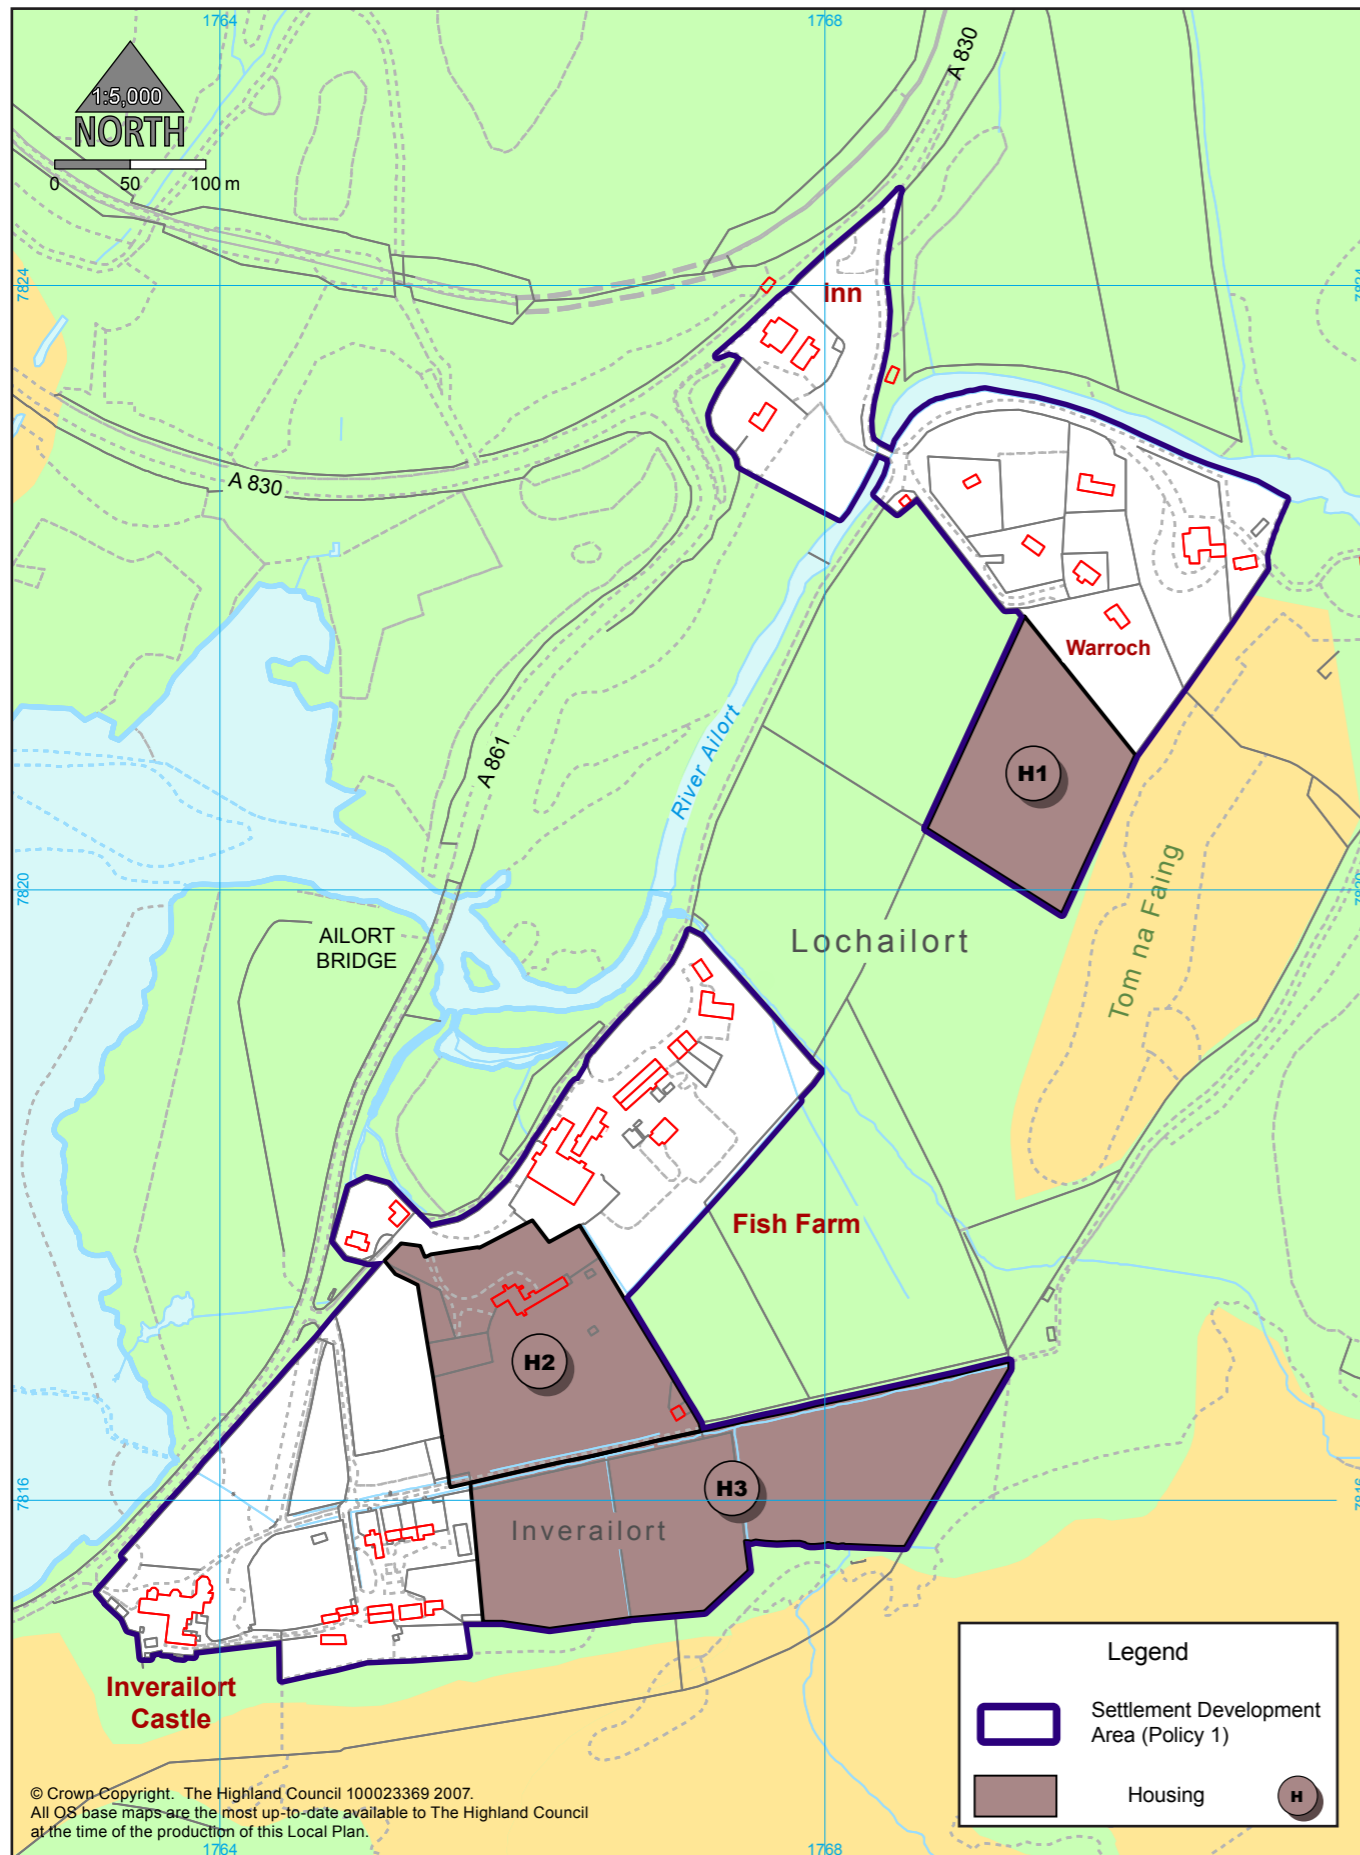 1764
1768
A 830
1:5,000
NORTH
0 50 100 m
7824
7824
Inn
A 830
Warroch
River Ailort
A 861
H1
7820
7820
AILORT
BRIDGE
Lochailort
Tom na Faing
Fish Farm
H2
H3
7816
7816
Inverailort
Inverailort
Castle
Legend
Settlement Development
Area (Policy 1)
Housing
H
© Crown Copyright. The Highland Council 100023369 2007.
All OS base maps are the most up-to-date available to The Highland Council
at the time of the production of this Local Plan.
1764
1768